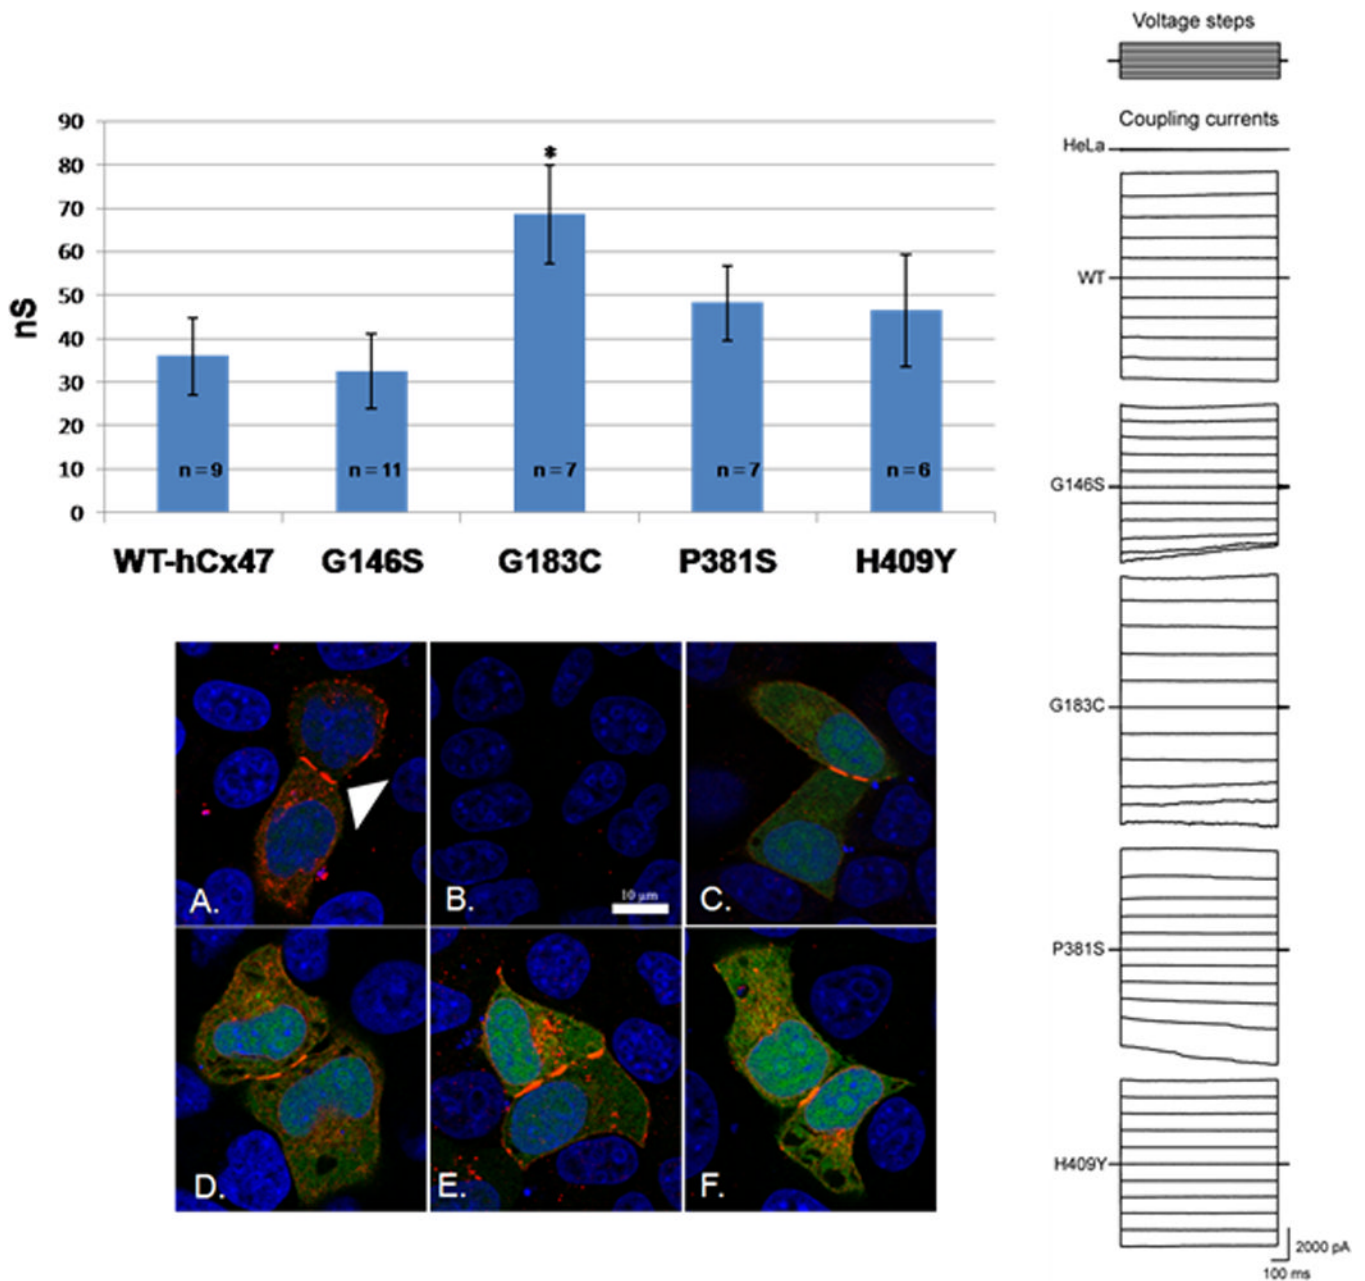 90
80
70
60
50
40
30
20
10
0
nS
*
n = 9
n = 11
n = 7
n = 7
n = 6
WT-hCx47 G146S G183C P381S H409Y
A.
B.
10 µm
C.
D.
E.
F.
Voltage steps
Coupling currents
HeLa
WT
G146S
G183C
P381S
H409Y
2000 pA
100 ms